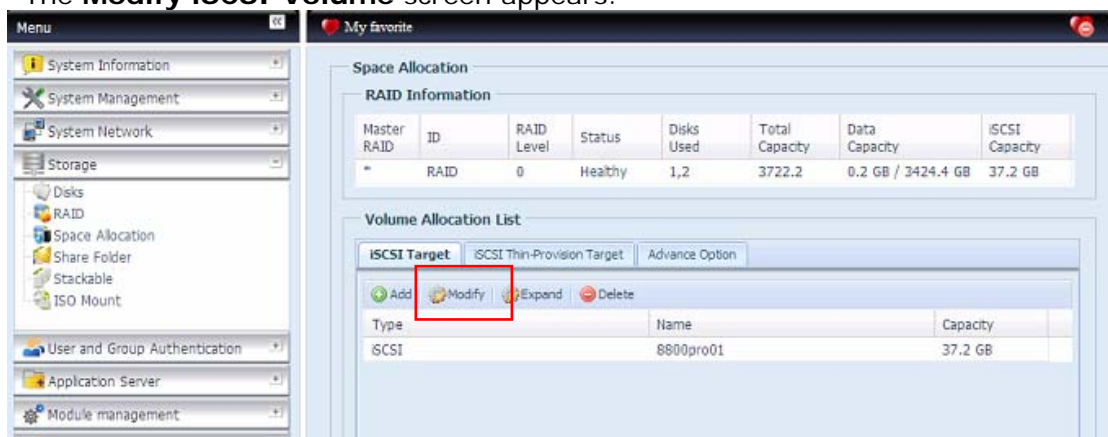 The Modify iSCSI Volume screen appears.
Menu
My favorite
System Information
System Management
System Network
Storage
Disks
RAID
Space Allocation
Share Folder
Stackable
ISO Mount
User and Group Authentication
Application Server
Module management
Space Allocation
RAID Information
Master RAID ID RAID Level Status Disks Used Total Capacity Data Capacity iSCSI Capacity
* RAID 0 Healthy 1,2 3722.2 0.2 GB / 3424.4 GB 37.2 GB
Volume Allocation List
iSCSI Target iSCSI Thin-Provision Target Advance Option
Add Modify Expand Delete
Type Name Capacity
iSCSI 8800pro01 37.2 GB